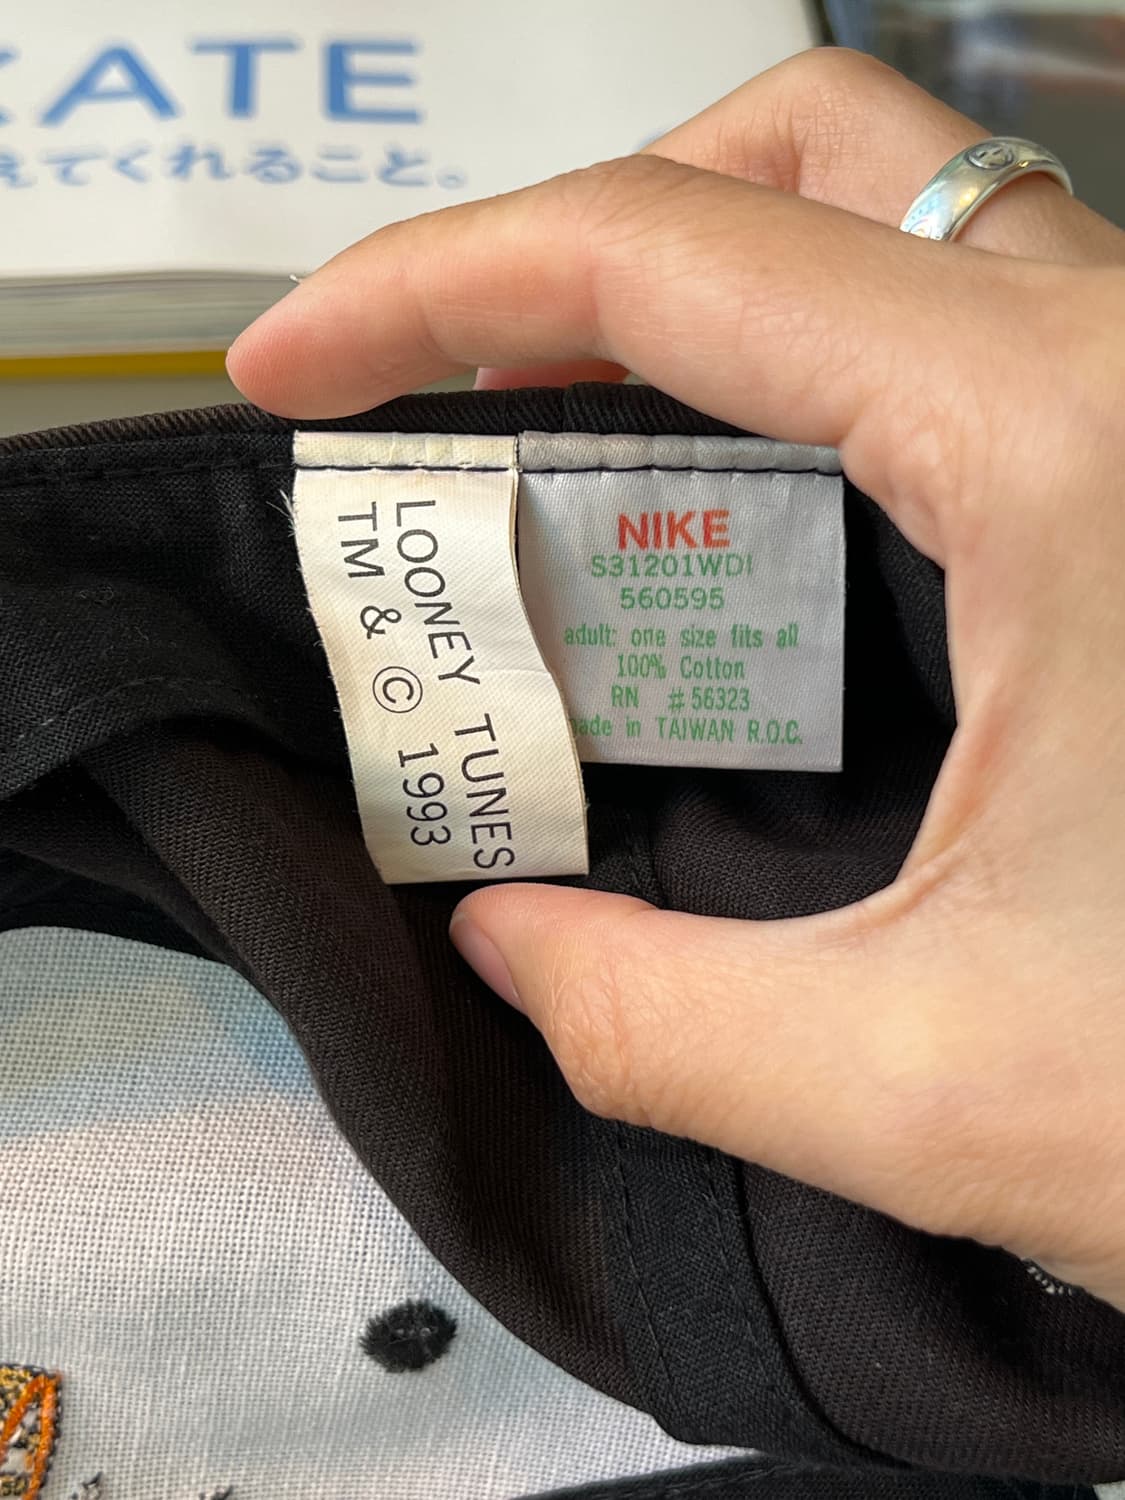 KATE
えてくれること。
LOONEY TUNES
TM & © 1993
NIKE
S31201WDI
560595
adult: one size fits all
100% Cotton
RN # 56323
made in TAIWAN R.O.C.